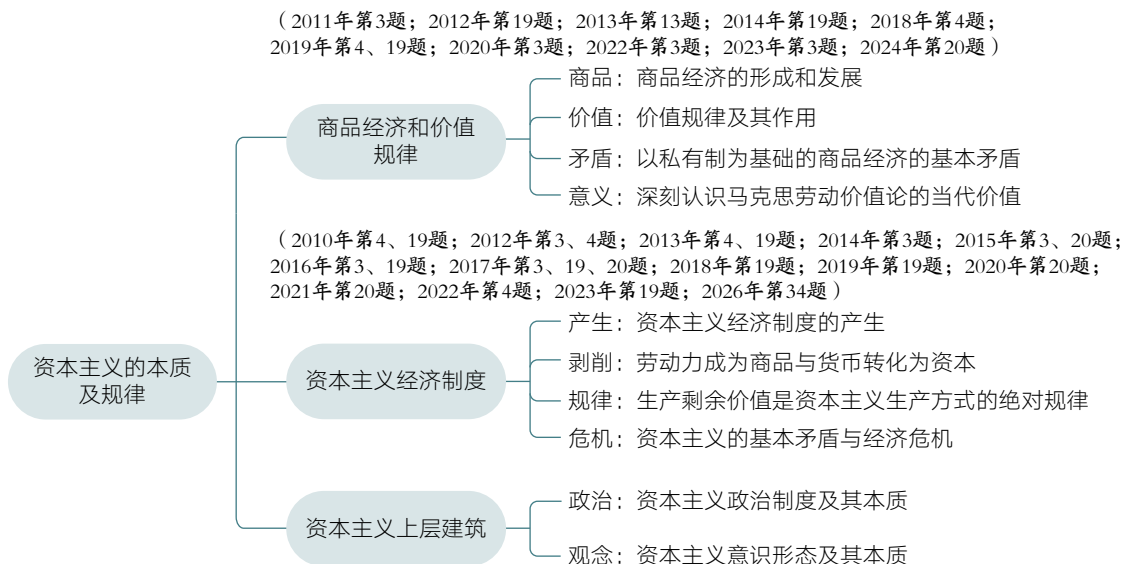 （2011年第3题；2012年第19题；2013年第13题；2014年第19题；2018年第4题；
2019年第4、19题；2020年第3题；2022年第3题；2023年第3题；2024年第20题）
商品经济和价值
规律
商品：商品经济的形成和发展
价值：价值规律及其作用
矛盾：以私有制为基础的商品经济的基本矛盾
意义：深刻认识马克思劳动价值论的当代价值
（2010年第4、19题；2012年第3、4题；2013年第4、19题；2014年第3题；2015年第3、20题；
2016年第3、19题；2017年第3、19、20题；2018年第19题；2019年第19题；2020年第20题；
2021年第20题；2022年第4题；2023年第19题；2026年第34题）
资本主义的本质
及规律
资本主义经济制度
产生：资本主义经济制度的产生
剥削：劳动力成为商品与货币转化为资本
规律：生产剩余价值是资本主义生产方式的绝对规律
危机：资本主义的基本矛盾与经济危机
资本主义上层建筑
政治：资本主义政治制度及其本质
观念：资本主义意识形态及其本质